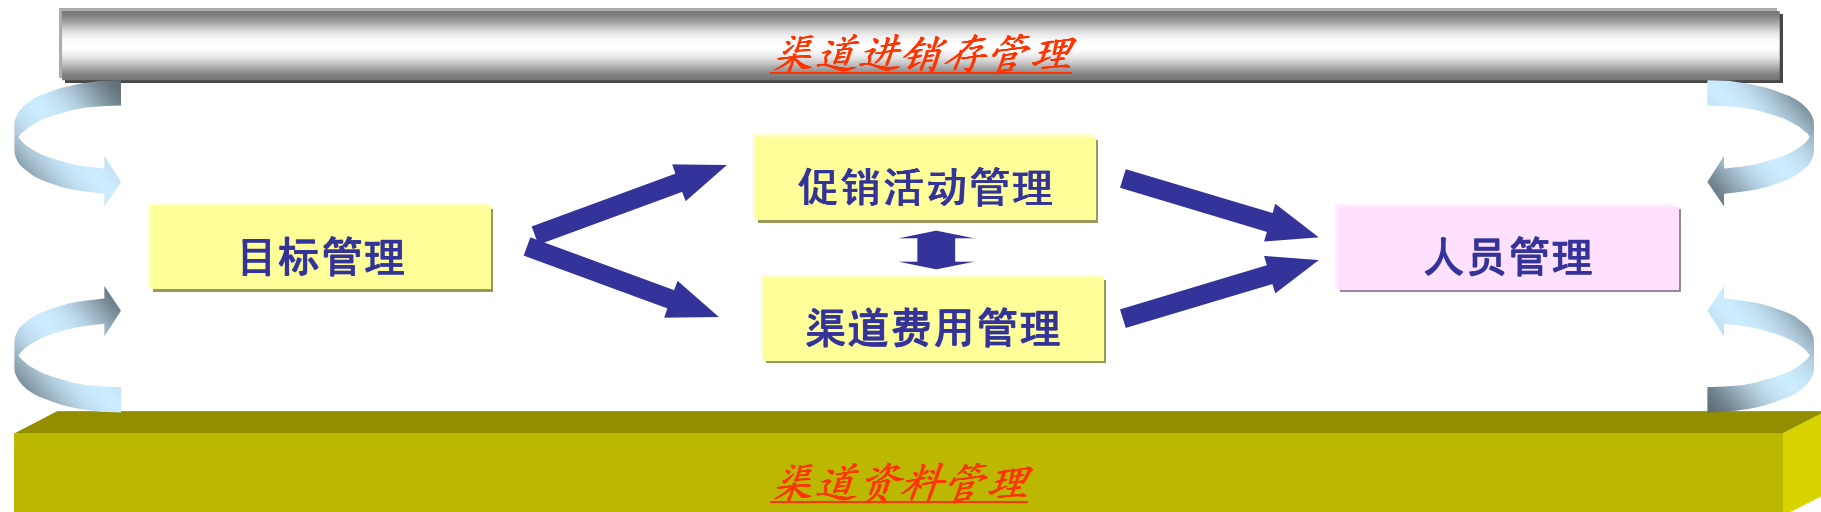 渠道进销存管理
促销活动管理
目标管理
人员管理
渠道费用管理
渠道资料管理